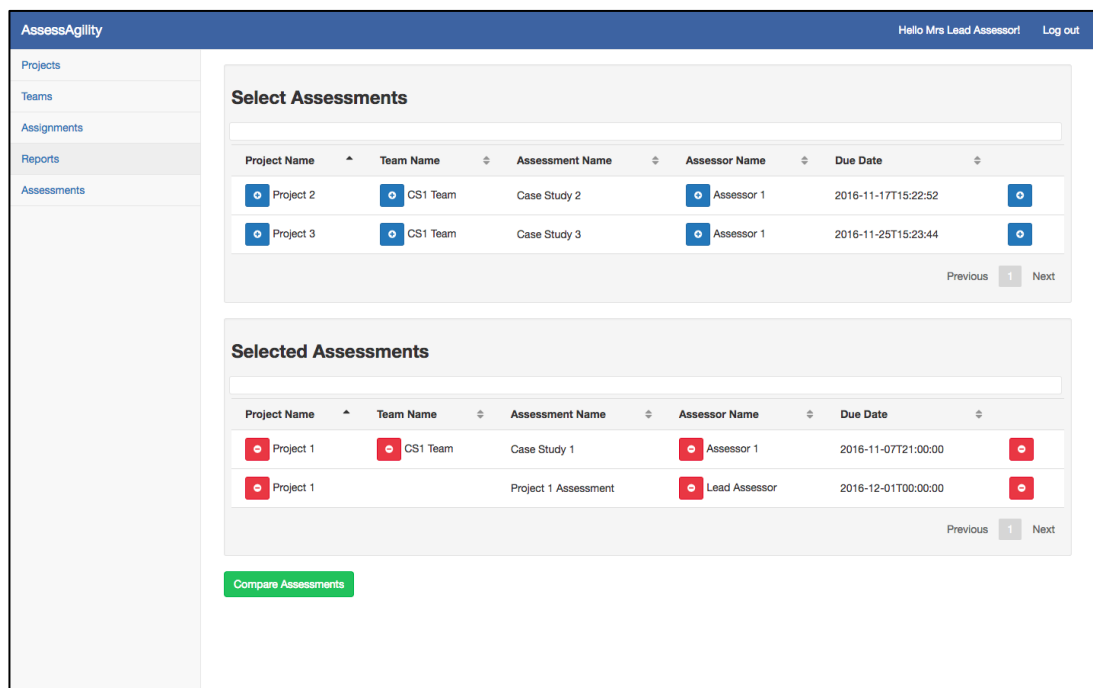 AssessAgility Hello Mrs Lead Assessor! Log out
Projects
Teams
Assignments
Reports
Assessments
Select Assessments
Project Name Team Name Assessment Name Assessor Name Due Date
Project 2 CS1 Team Case Study 2 Assessor 1 2016-11-17T15:22:52
Project 3 CS1 Team Case Study 3 Assessor 1 2016-11-25T15:23:44
Previous 1 Next
Selected Assessments
Project Name Team Name Assessment Name Assessor Name Due Date
Project 1 CS1 Team Case Study 1 Assessor 1 2016-11-07T21:00:00
Project 1 Project 1 Assessment Lead Assessor 2016-12-01T00:00:00
Previous 1 Next
Compare Assessments